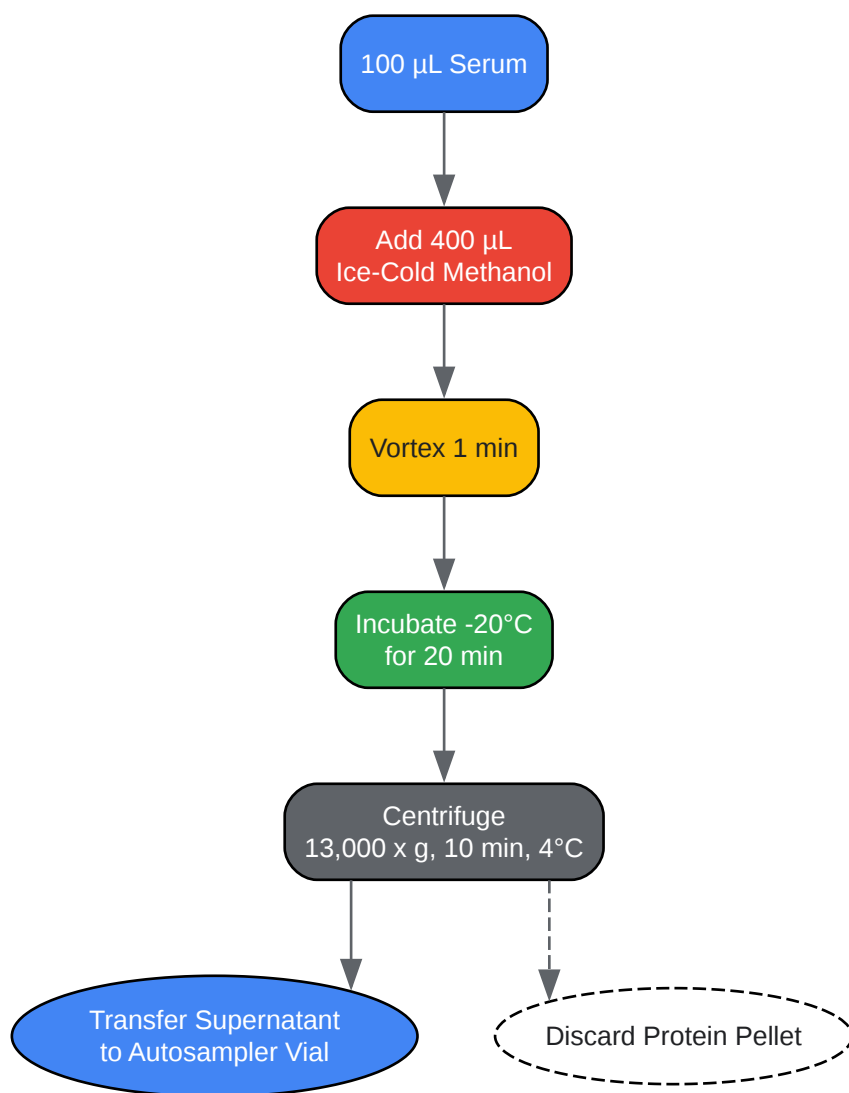 100 µL Serum
Add 400 µL
Ice-Cold Methanol
Vortex 1 min
Incubate -20°C
for 20 min
Centrifuge
13,000 x g, 10 min, 4°C
Transfer Supernatant
to Autosampler Vial
Discard Protein Pellet